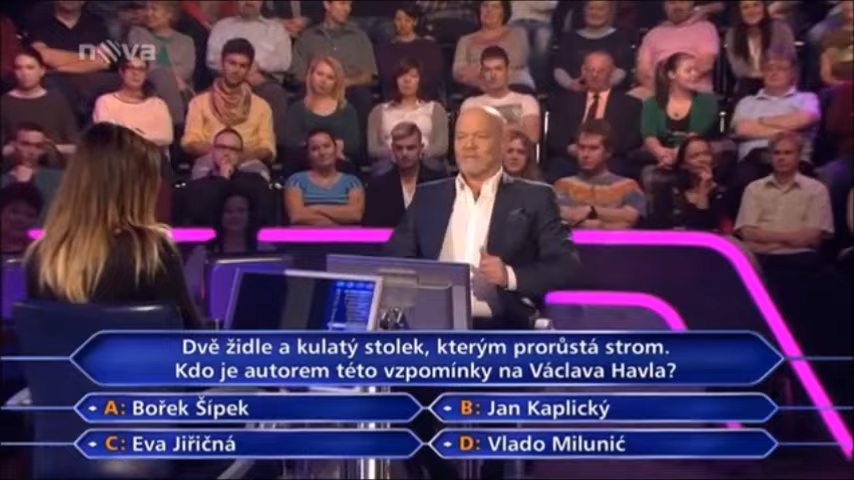 nova
Dvě židle a kulatý stolek, kterým prorůstá strom.
Kdo je autorem této vzpomínky na Václava Havla?
A: Bořek Šípek
B: Jan Kaplický
C: Eva Jiřičná
D: Vlado Milunić